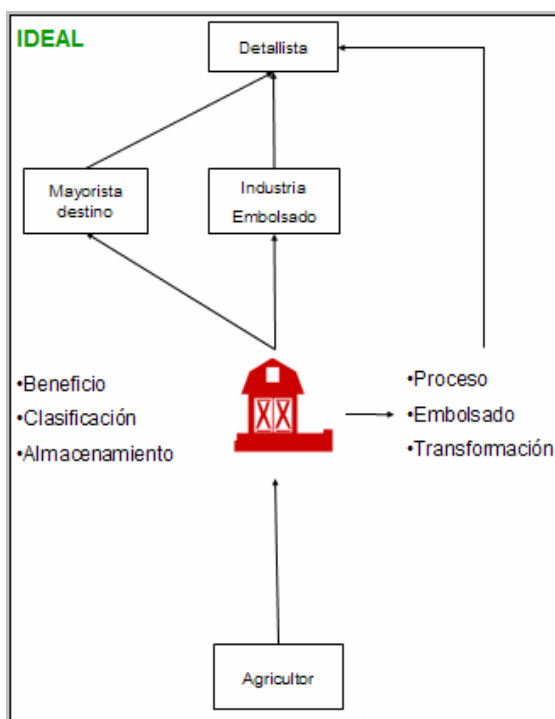 IDEAL
Detallista
Mayorista
destino
Industria
Embolsado
•Beneficio
•Clasificación
•Almacenamiento
•Proceso
•Embolsado
•Transformación
Agricultor